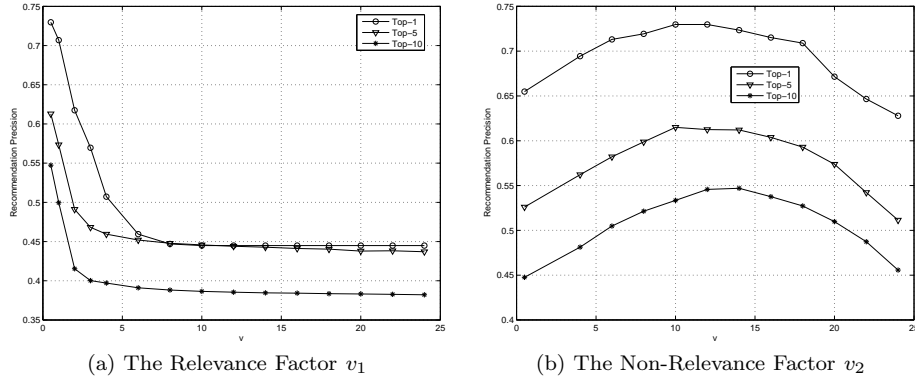 0.75
0.7
0.65
0.6
0.55
0.5
0.45
0.4
0.35
Recommendation Precision
0
5
10
15
20
25
v
Top−1
Top−5
Top−10
(a) The Relevance Factor v1
0.75
0.7
0.65
0.6
0.55
0.5
0.45
0.4
Recommendation Precision
0
5
10
15
20
25
v
Top−1
Top−5
Top−10
(b) The Non-Relevance Factor v2